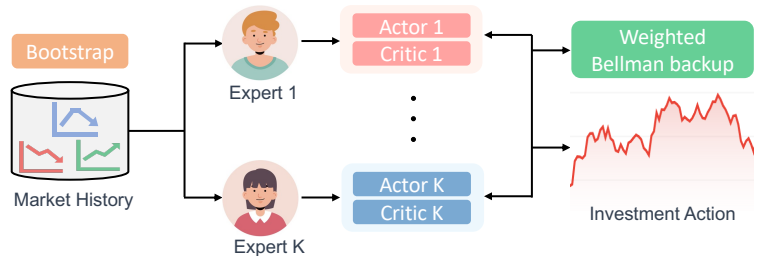 Bootstrap
Market History
Expert 1
Expert K
Actor 1
Critic 1
Actor K
Critic K
Weighted
Bellman backup
Investment Action